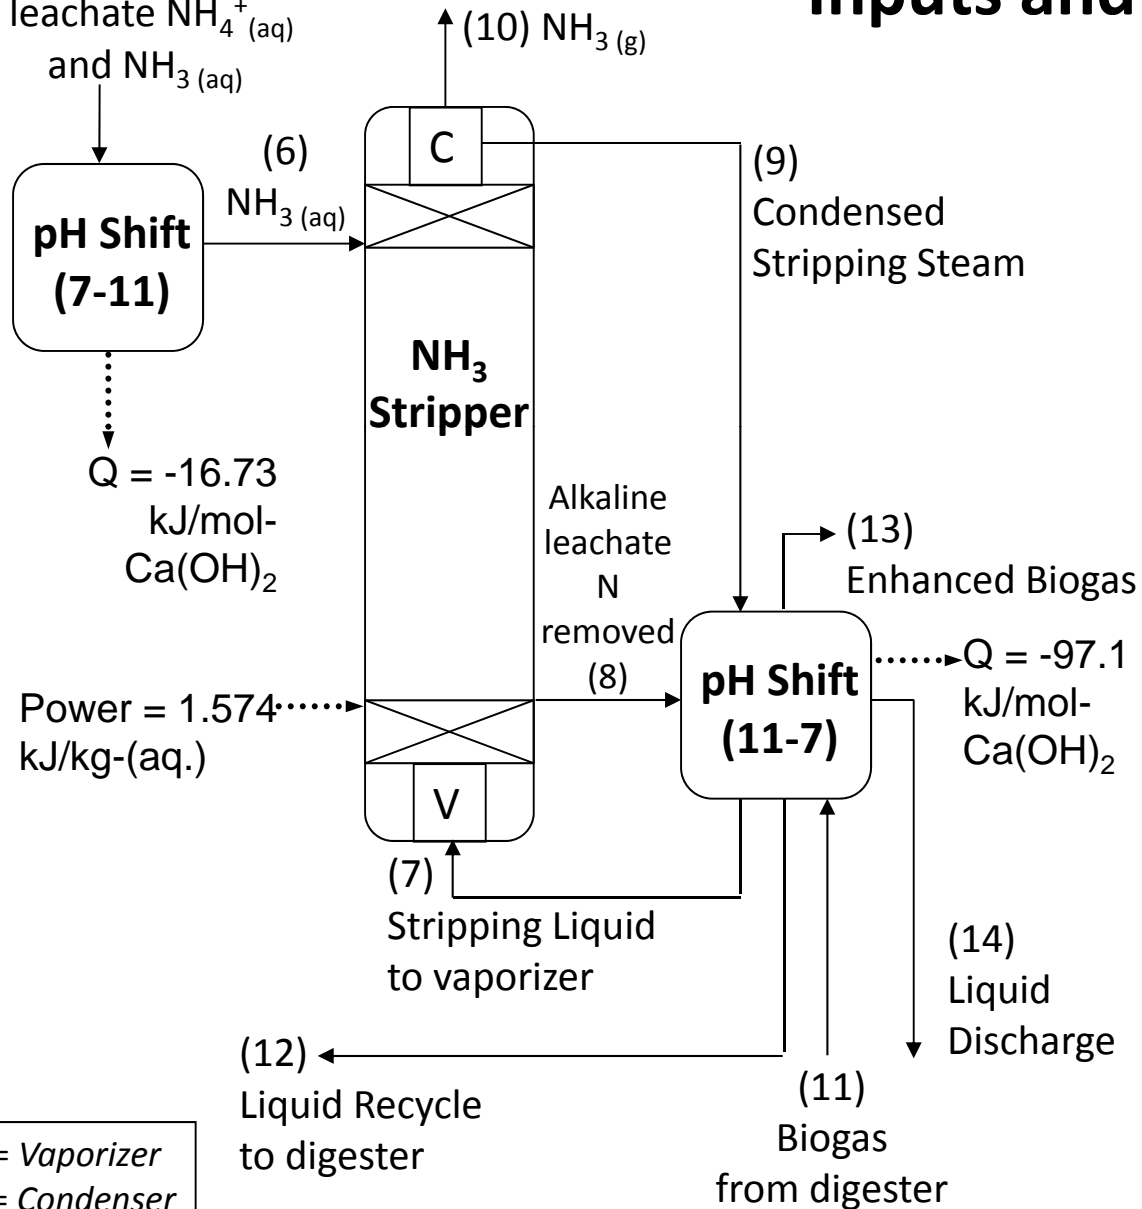 Inputs and
leachate NH₄⁺ (aq)
and NH₃ (aq)
(10) NH₃ (g)
C
(6)
NH₃ (aq)
(9)
Condensed
Stripping Steam
pH Shift
(7-11)
NH₃
Stripper
Q = -16.73
kJ/mol-
Ca(OH)₂
Alkaline
leachate
N
removed
(8)
(13)
Enhanced Biogas
pH Shift
(11-7)
Q = -97.1
kJ/mol-
Ca(OH)₂
Power = 1.574
kJ/kg-(aq.)
V
(7)
Stripping Liquid
to vaporizer
(14)
Liquid
Discharge
(12)
Liquid Recycle
to digester
(11)
Biogas
from digester
= Vaporizer
= Condenser